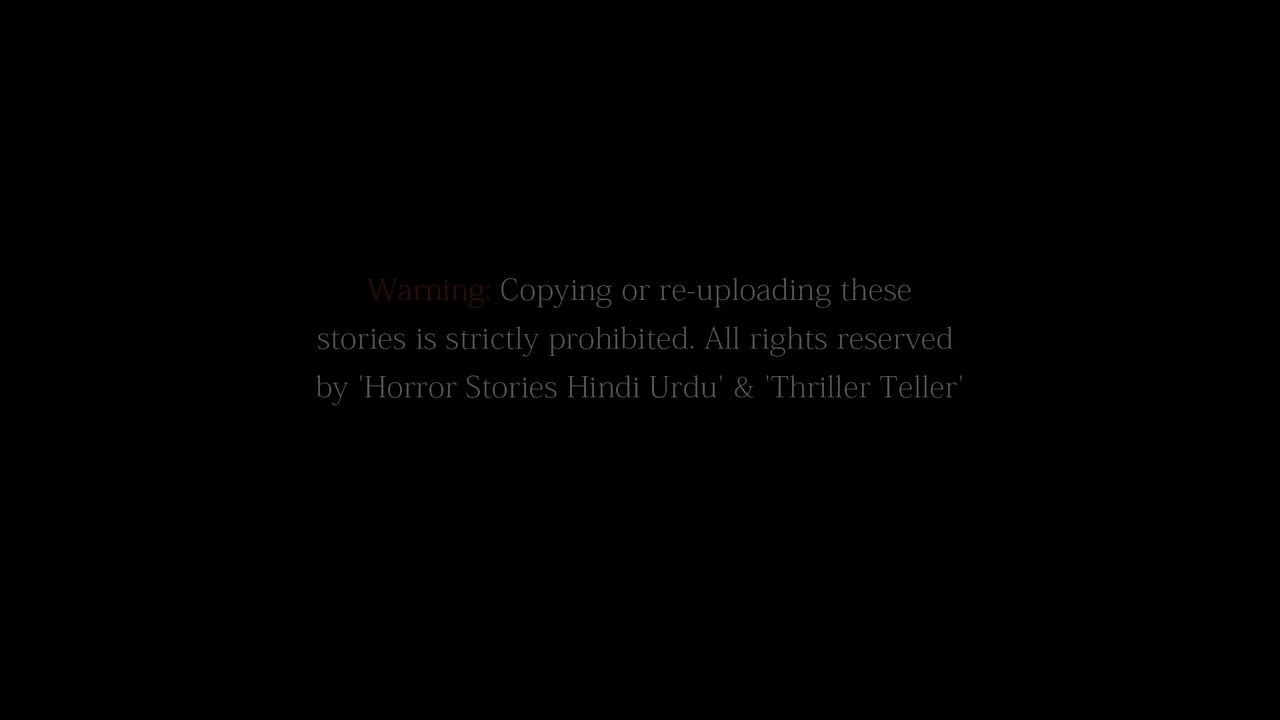 Warning: Copying or re-uploading these
stories is strictly prohibited. All rights reserved
by 'Horror Stories Hindi Urdu' & 'Thriller Teller'